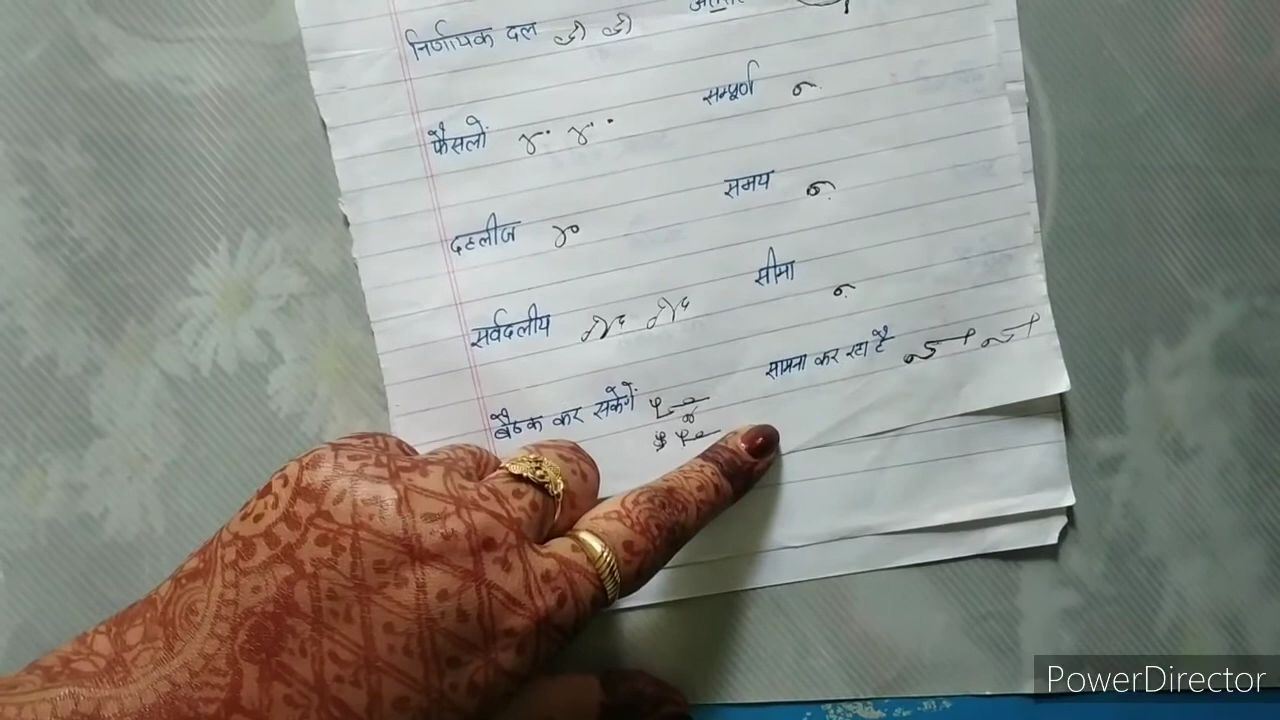 निर्णायक दल
फैसलों
सम्पूर्ण
दहलीज
समय
सर्वदलीय
सीमा
बैठक कर सकेगें
सामना कर रहा है
PowerDirector